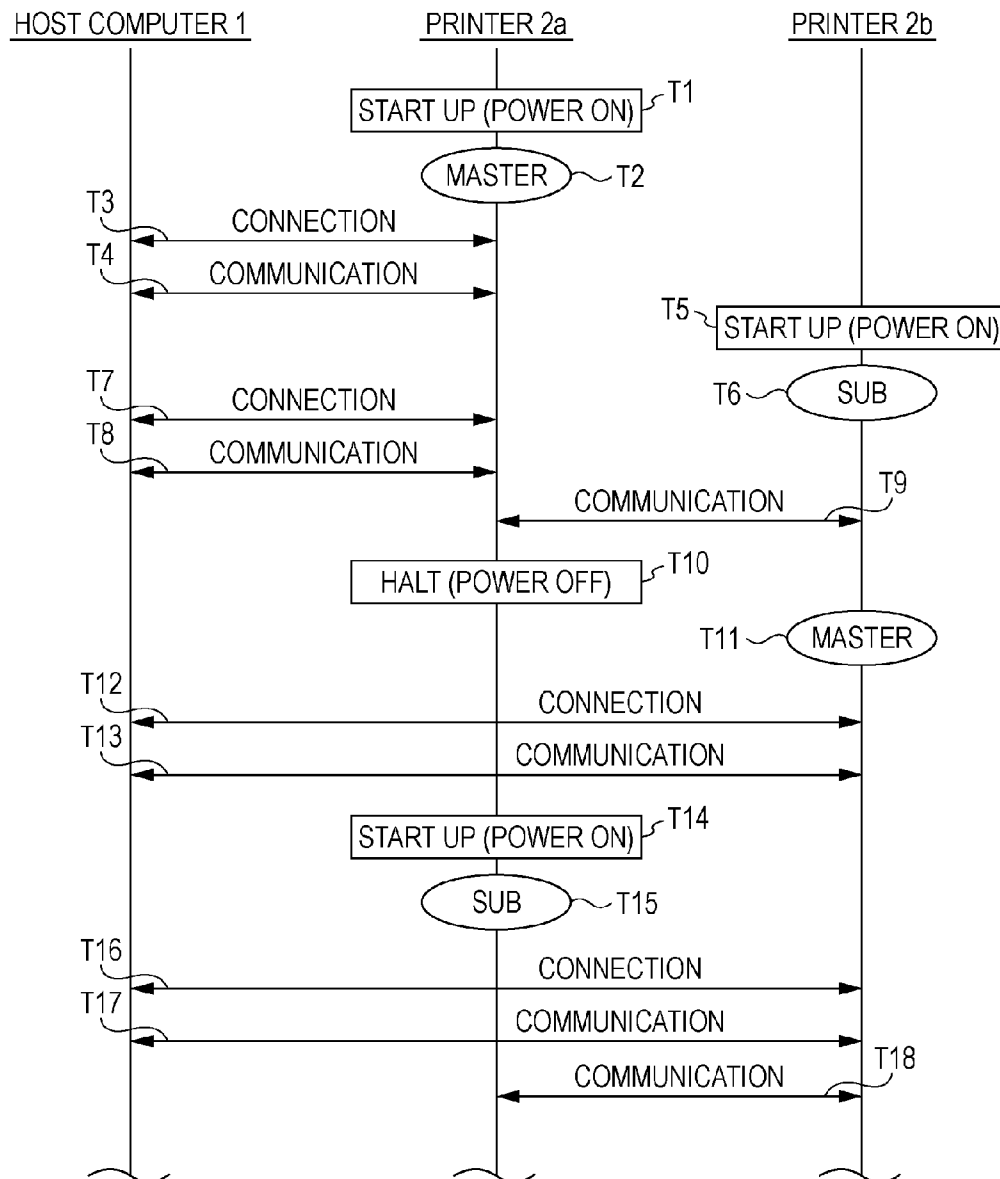 HOST COMPUTER 1
PRINTER 2a
PRINTER 2b
START UP (POWER ON)
T1
MASTER
T2
T3
CONNECTION
T4
COMMUNICATION
T5
START UP (POWER ON)
T6
SUB
T7
CONNECTION
T8
COMMUNICATION
COMMUNICATION
T9
HALT (POWER OFF)
T10
T11
MASTER
T12
CONNECTION
T13
COMMUNICATION
START UP (POWER ON)
T14
SUB
T15
T16
CONNECTION
T17
COMMUNICATION
COMMUNICATION
T18